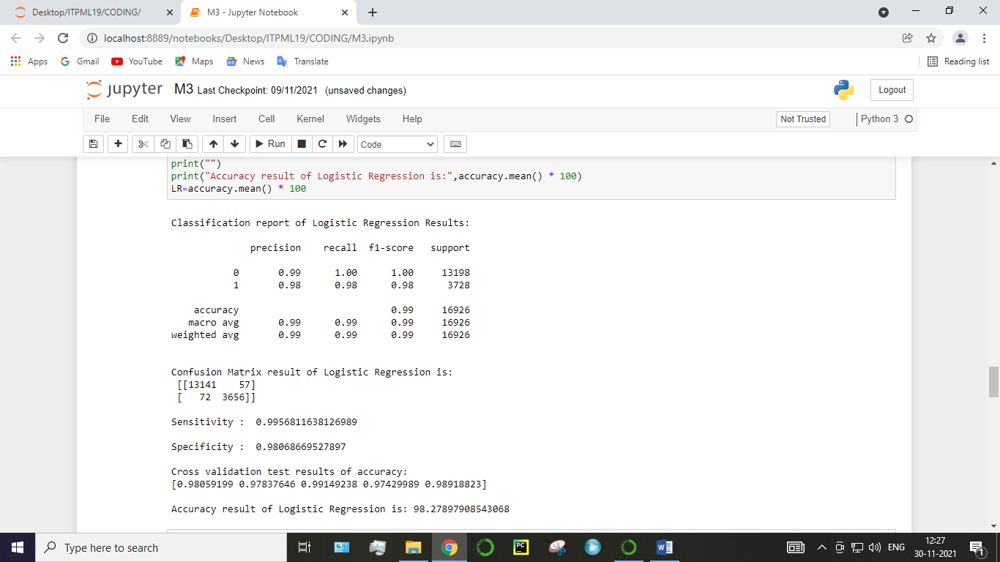 Desktop/ITPML19/CODING/
M3 - Jupyter Notebook
localhost:8889/notebooks/Desktop/ITPML19/CODING/M3.ipynb
Apps Gmail YouTube Maps News Translate Reading list
jupyter M3 Last Checkpoint: 09/11/2021 (unsaved changes) Logout
File Edit View Insert Cell Kernel Widgets Help Not Trusted Python 3
Run Code
print("")
print("Accuracy result of Logistic Regression is:",accuracy.mean() * 100)
LR=accuracy.mean() * 100
Classification report of Logistic Regression Results:
precision recall f1-score support
0 0.99 1.00 1.00 13198
1 0.98 0.98 0.98 3728
accuracy 0.99 16926
macro avg 0.99 0.99 0.99 16926
weighted avg 0.99 0.99 0.99 16926
Confusion Matrix result of Logistic Regression is:
[[13141 57]
[ 72 3656]]
Sensitivity : 0.9956811638126989
Specificity : 0.98068669527897
Cross validation test results of accuracy:
[0.98059199 0.97837646 0.99149238 0.97429989 0.98918823]
Accuracy result of Logistic Regression is: 98.27897908543068
Type here to search
PC
W
ENG
12:27
30-11-2021
1